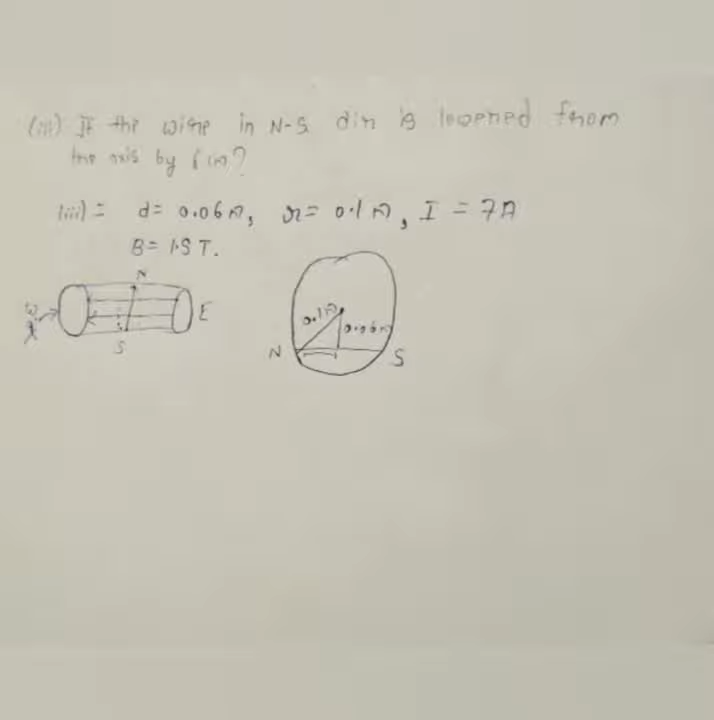 (iii) If the wire in N-S dirn is lowered from
the axis by 6 cm?
(iii) = d = 0.06 m, r = 0.1 m, I = 7A
B = 1.5 T.
N
W
E
S
0.1m
0.06m
N
S